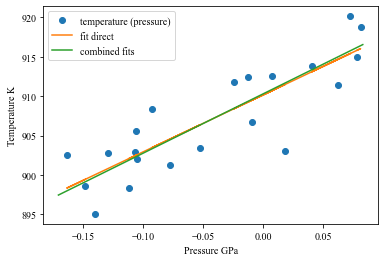 temperature (pressure)
fit direct
combined fits
920
915
910
905
900
895
Temperature K
−0.15
−0.10
−0.05
0.00
0.05
Pressure GPa